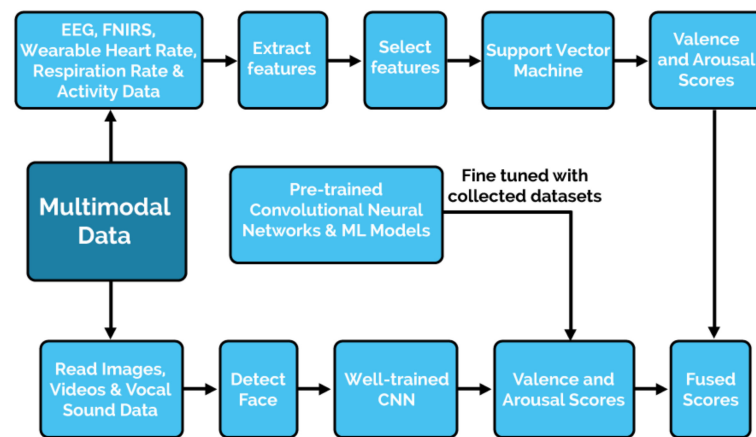 EEG, FNIRS,
Wearable Heart Rate,
Respiration Rate &
Activity Data
Extract
features
Select
features
Support Vector
Machine
Valence
and Arousal
Scores
Multimodal
Data
Pre-trained
Convolutional Neural
Networks & ML Models
Fine tuned with
collected datasets
Read Images,
Videos & Vocal
Sound Data
Detect
Face
Well-trained
CNN
Valence and
Arousal Scores
Fused
Scores